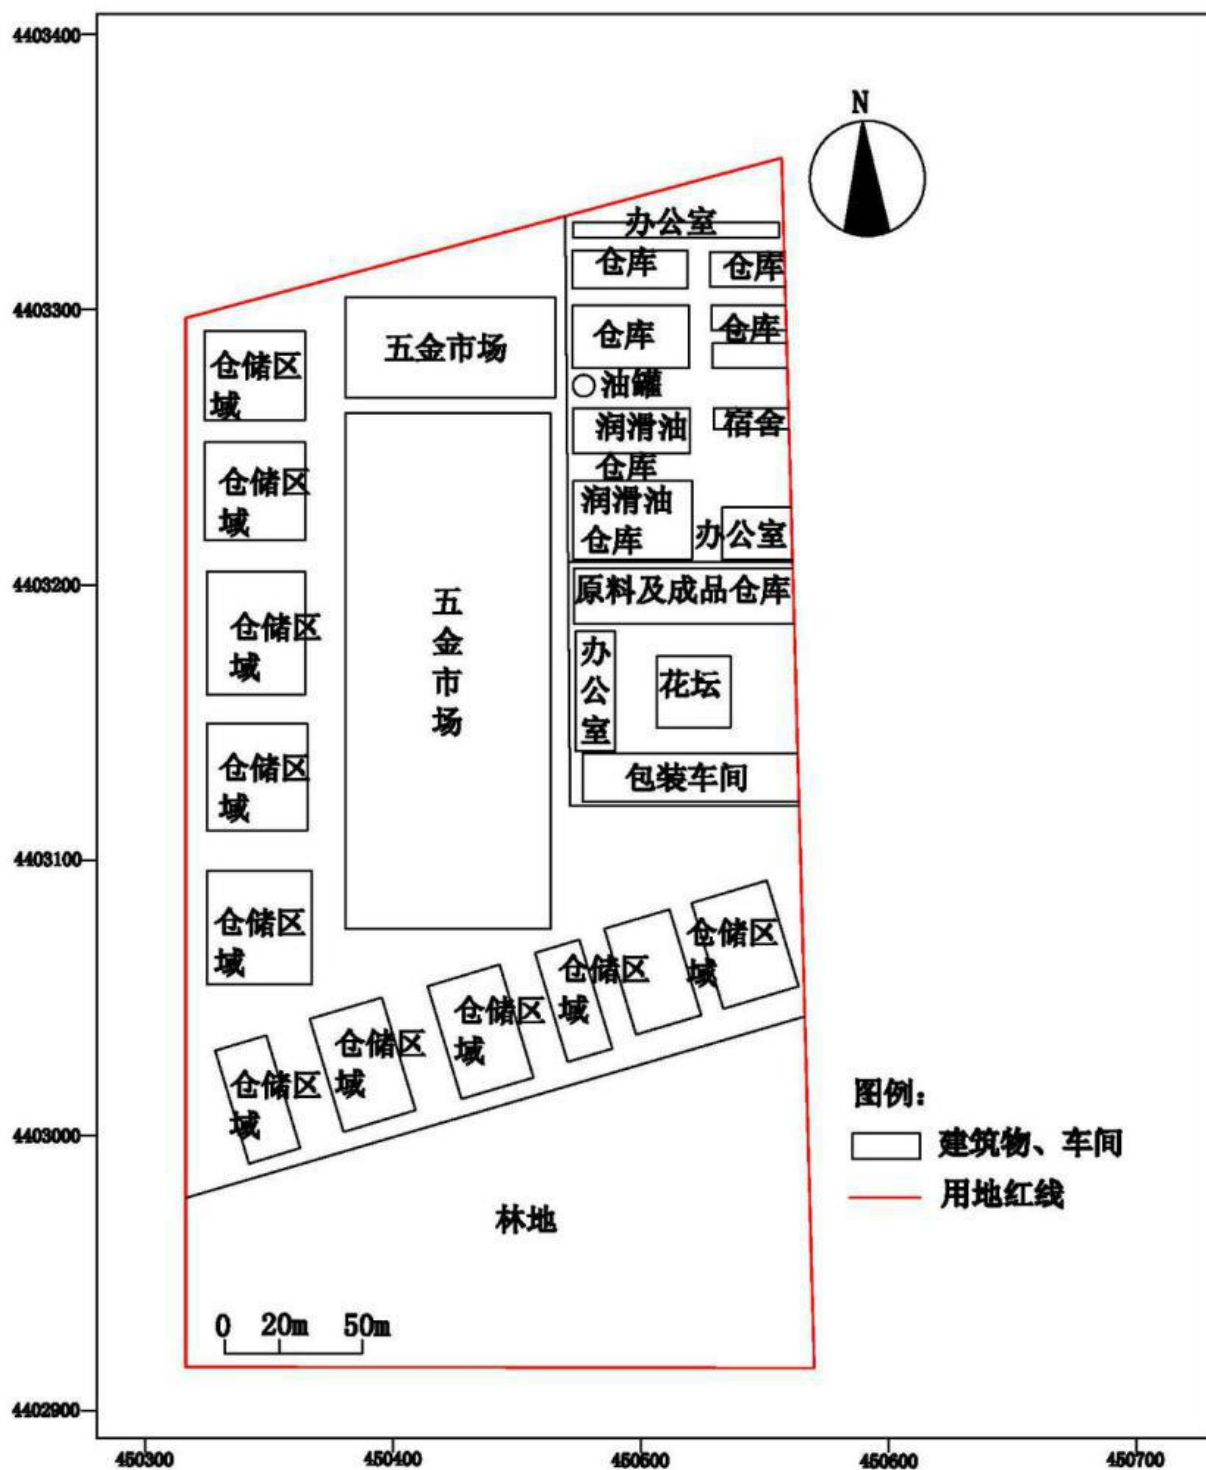 4403400
N
办公室
仓库
仓库
4403300
仓库
仓库
五金市场
仓储区
域
油罐
润滑油
仓库
宿舍
仓储区
域
润滑油
仓库
办公室
4403200
原料及成品仓库
五
金
市
场
仓储区
域
办
公
室
花坛
仓储区
域
包装车间
4403100
仓储区
域
仓储区
域
仓储区
域
仓储区
域
仓储区
域
仓储区
域
图例：
建筑物、车间
用地红线
4403000
林地
0 20m 50m
4402900
450300 450400 450500 450600 450700